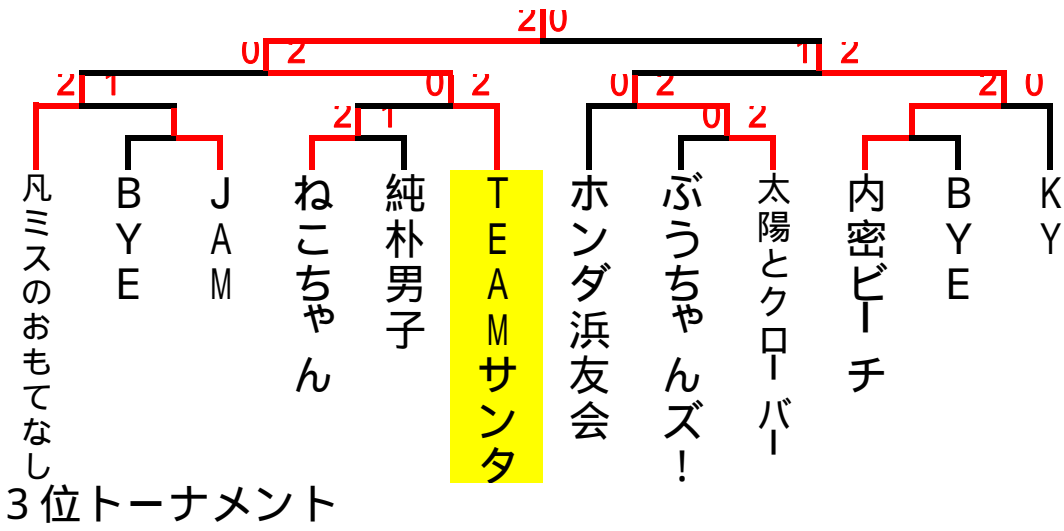 2 0
0 2
1 2
2 1
0 2
0 2
2 0
2 1
0 2
凡ミスのおもてなし
BYE
JAM
ねこちゃん
純朴男子
TEAMサンタ
ホンダ浜友会
ぶうちゃんズ!
太陽とクローバー
内密ビーチ
BYE
KY
3位トーナメント